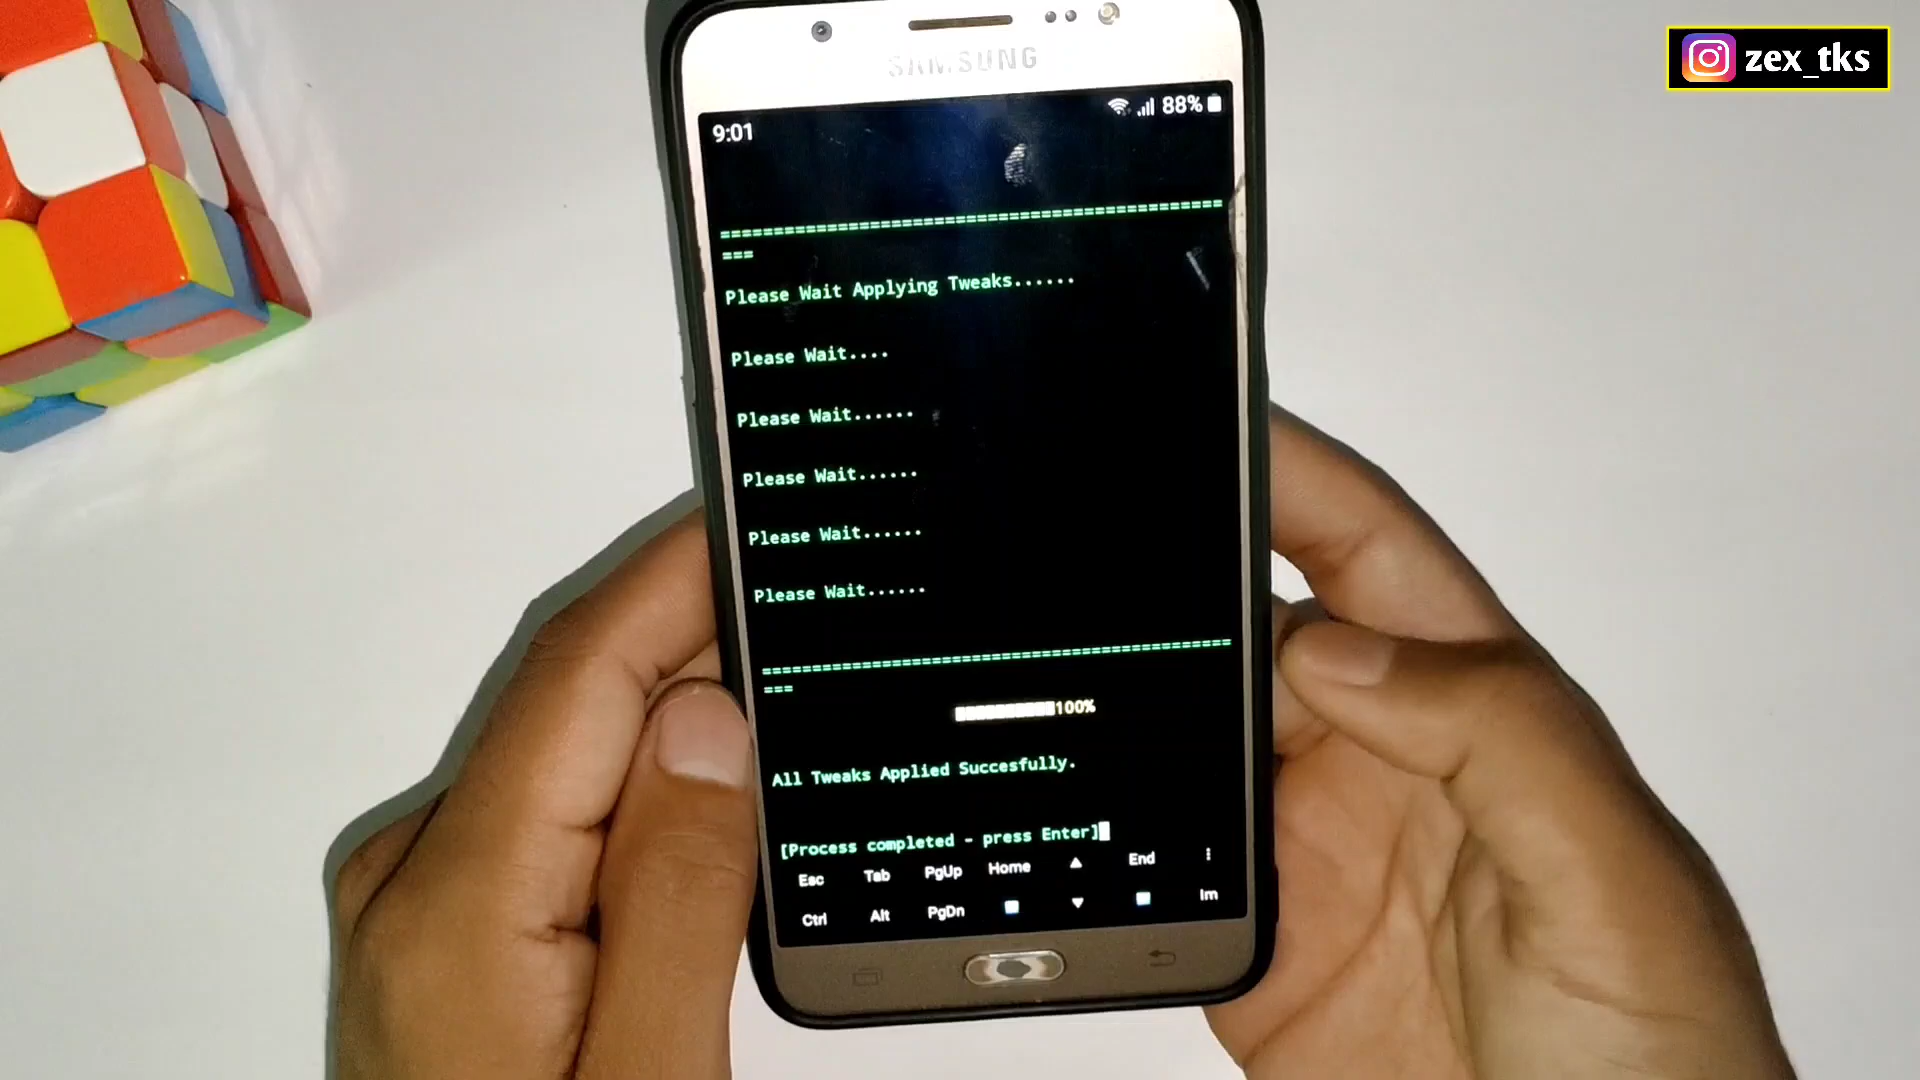 zex_tks
SAMSUNG
9:01
88%
===============================================
===
Please Wait Applying Tweaks......
Please Wait....
Please Wait......
Please Wait......
Please Wait......
Please Wait......
===============================================
===
100%
All Tweaks Applied Succesfully.
[Process completed - press Enter]
Esc Tab PgUp Home ▲ End ⋮
Ctrl Alt PgDn ▼ Im